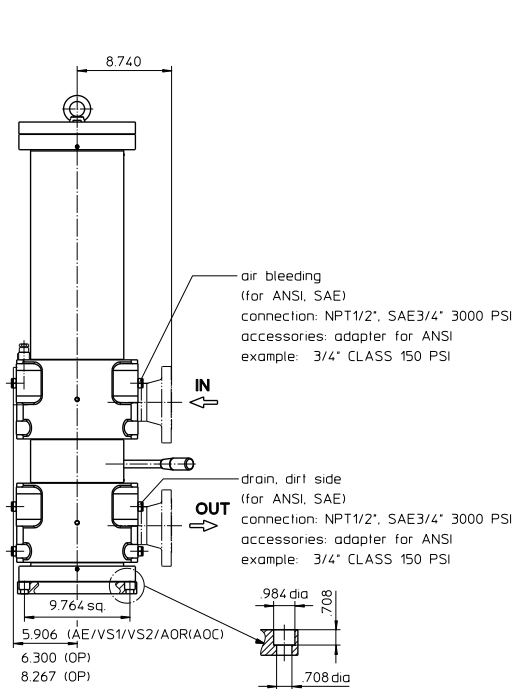 8.740
air bleeding
(for ANSI, SAE)
connection: NPT1/2", SAE3/4" 3000 PSI
accessories: adapter for ANSI
example: 3/4" CLASS 150 PSI
IN
drain, dirt side
(for ANSI, SAE)
OUT
connection: NPT1/2", SAE3/4" 3000 PSI
accessories: adapter for ANSI
example: 3/4" CLASS 150 PSI
9.764 sq.
.984 dia
.708
5.906 (AE/VS1/VS2/AOR(AOC)
6.300 (OP)
8.267 (OP)
.708 dia